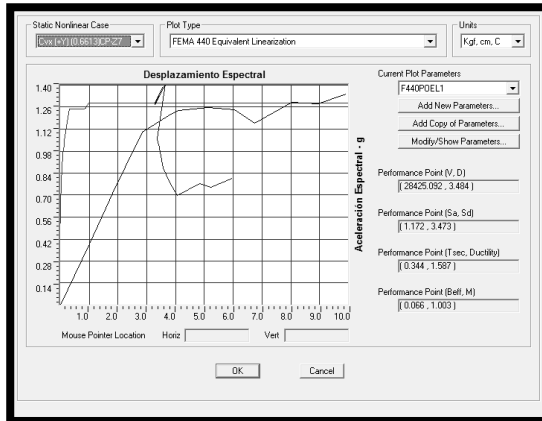 Static Nonlinear Case
Cvx (+Y) (0.6613)CP-Z7
Plot Type
FEMA 440 Equivalent Linearization
Units
Kgf, cm, C
Desplazamiento Espectral
1.40
1.26
1.12
0.98
0.84
0.70
0.56
0.42
0.28
0.14
1.0 2.0 3.0 4.0 5.0 6.0 7.0 8.0 9.0 10.0
Aceleración Espectral - g
Mouse Pointer Location
Horiz
Vert
Current Plot Parameters
F440POEL1
Add New Parameters...
Add Copy of Parameters...
Modify/Show Parameters...
Performance Point (V, D)
( 28425.092 , 3.484 )
Performance Point (Sa, Sd)
( 1.172 , 3.473 )
Performance Point (Tsec, Ductility)
( 0.344 , 1.587 )
Performance Point (Beff, M)
( 0.066 , 1.003 )
OK
Cancel